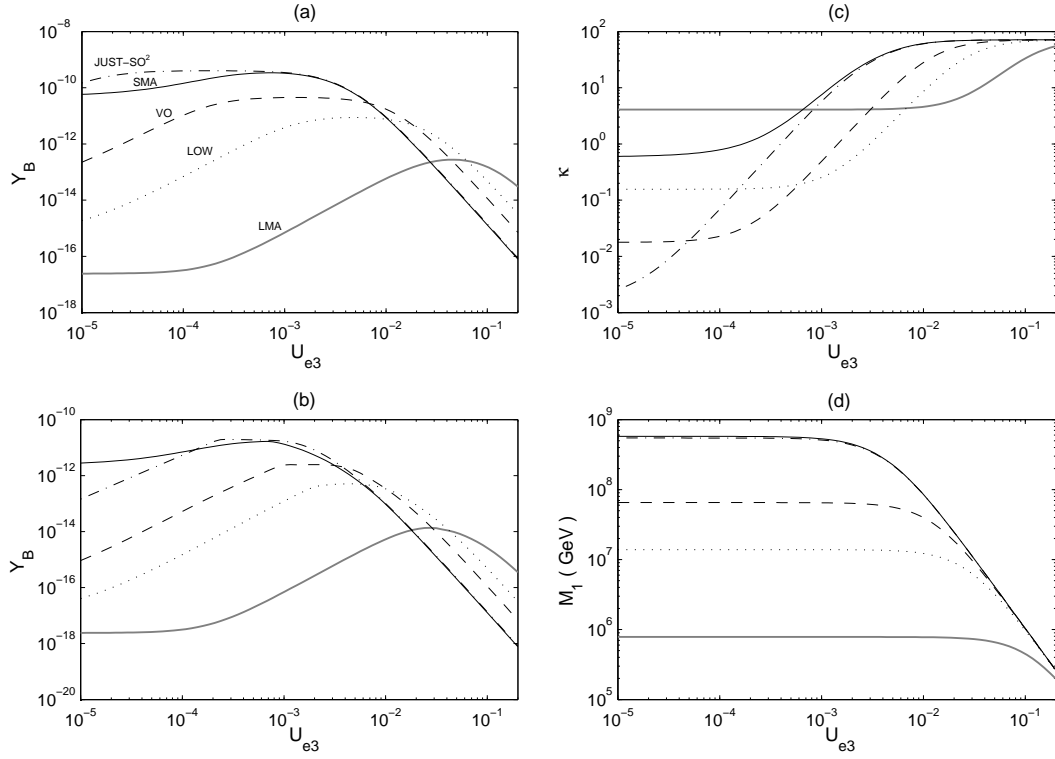 (a)
10^-8
10^-10
10^-12
10^-14
10^-16
10^-18
Y_B
JUST−SO^2
SMA
VO
LOW
LMA
10^-5 10^-4 10^-3 10^-2 10^-1
U_e3
(c)
10^2
10^1
10^0
10^-1
10^-2
10^-3
κ
10^-5 10^-4 10^-3 10^-2 10^-1
U_e3
(b)
10^-10
10^-12
10^-14
10^-16
10^-18
10^-20
Y_B
10^-5 10^-4 10^-3 10^-2 10^-1
U_e3
(d)
10^9
10^8
10^7
10^6
10^5
M_1 ( GeV )
10^-5 10^-4 10^-3 10^-2 10^-1
U_e3